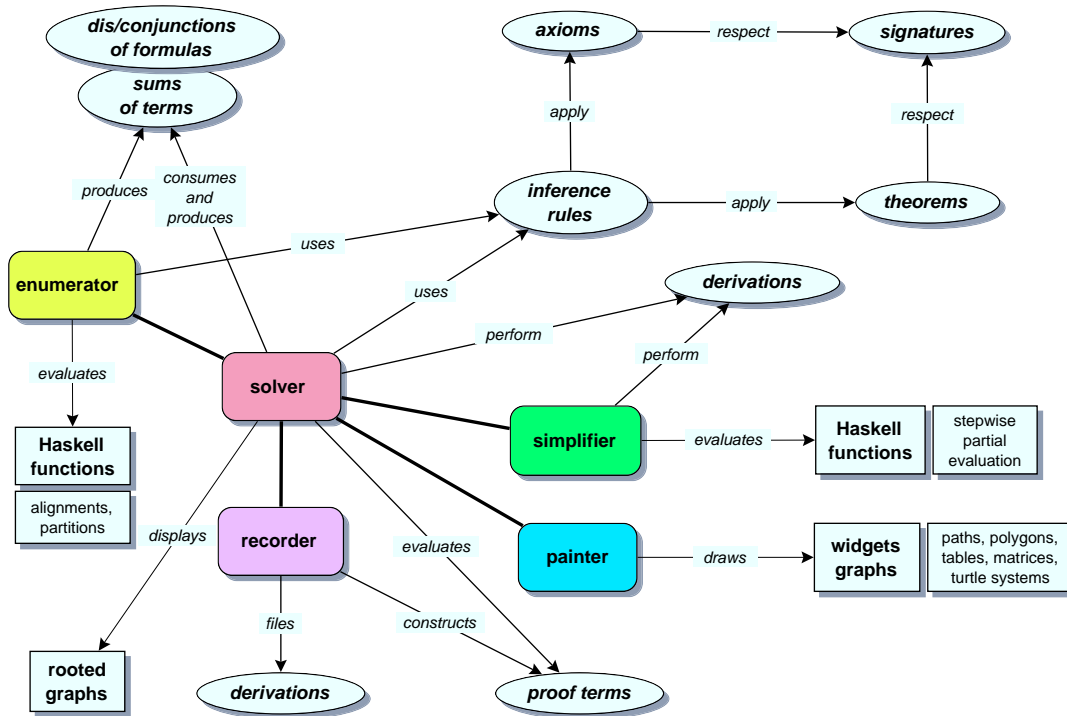 dis/conjunctions
of formulas
axioms
respect
signatures
sums
of terms
apply
respect
produces
consumes
and
produces
inference
rules
apply
theorems
uses
enumerator
uses
derivations
perform
perform
evaluates
solver
Haskell
functions
simplifier
evaluates
Haskell
functions
stepwise
partial
evaluation
alignments,
partitions
displays
recorder
evaluates
painter
draws
widgets
graphs
paths, polygons,
tables, matrices,
turtle systems
files
constructs
rooted
graphs
derivations
proof terms